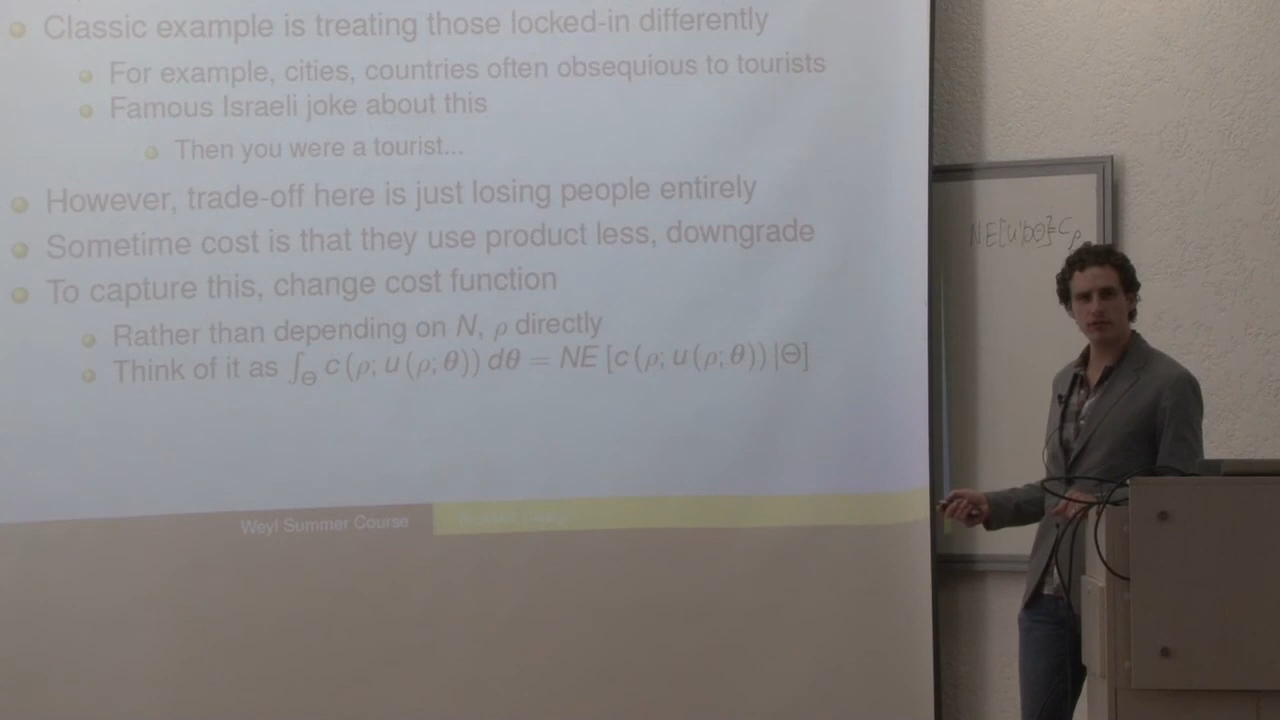 Classic example is treating those locked-in differently
For example, cities, countries often obsequious to tourists
Famous Israeli joke about this
Then you were a tourist...
However, trade-off here is just losing people entirely
Sometime cost is that they use product less, downgrade
To capture this, change cost function
Rather than depending on N, ρ directly
Think of it as ∫_Θ c(ρ; u(ρ; θ)) dθ = NE [c(ρ; u(ρ; θ)) |Θ]
Weyl Summer Course